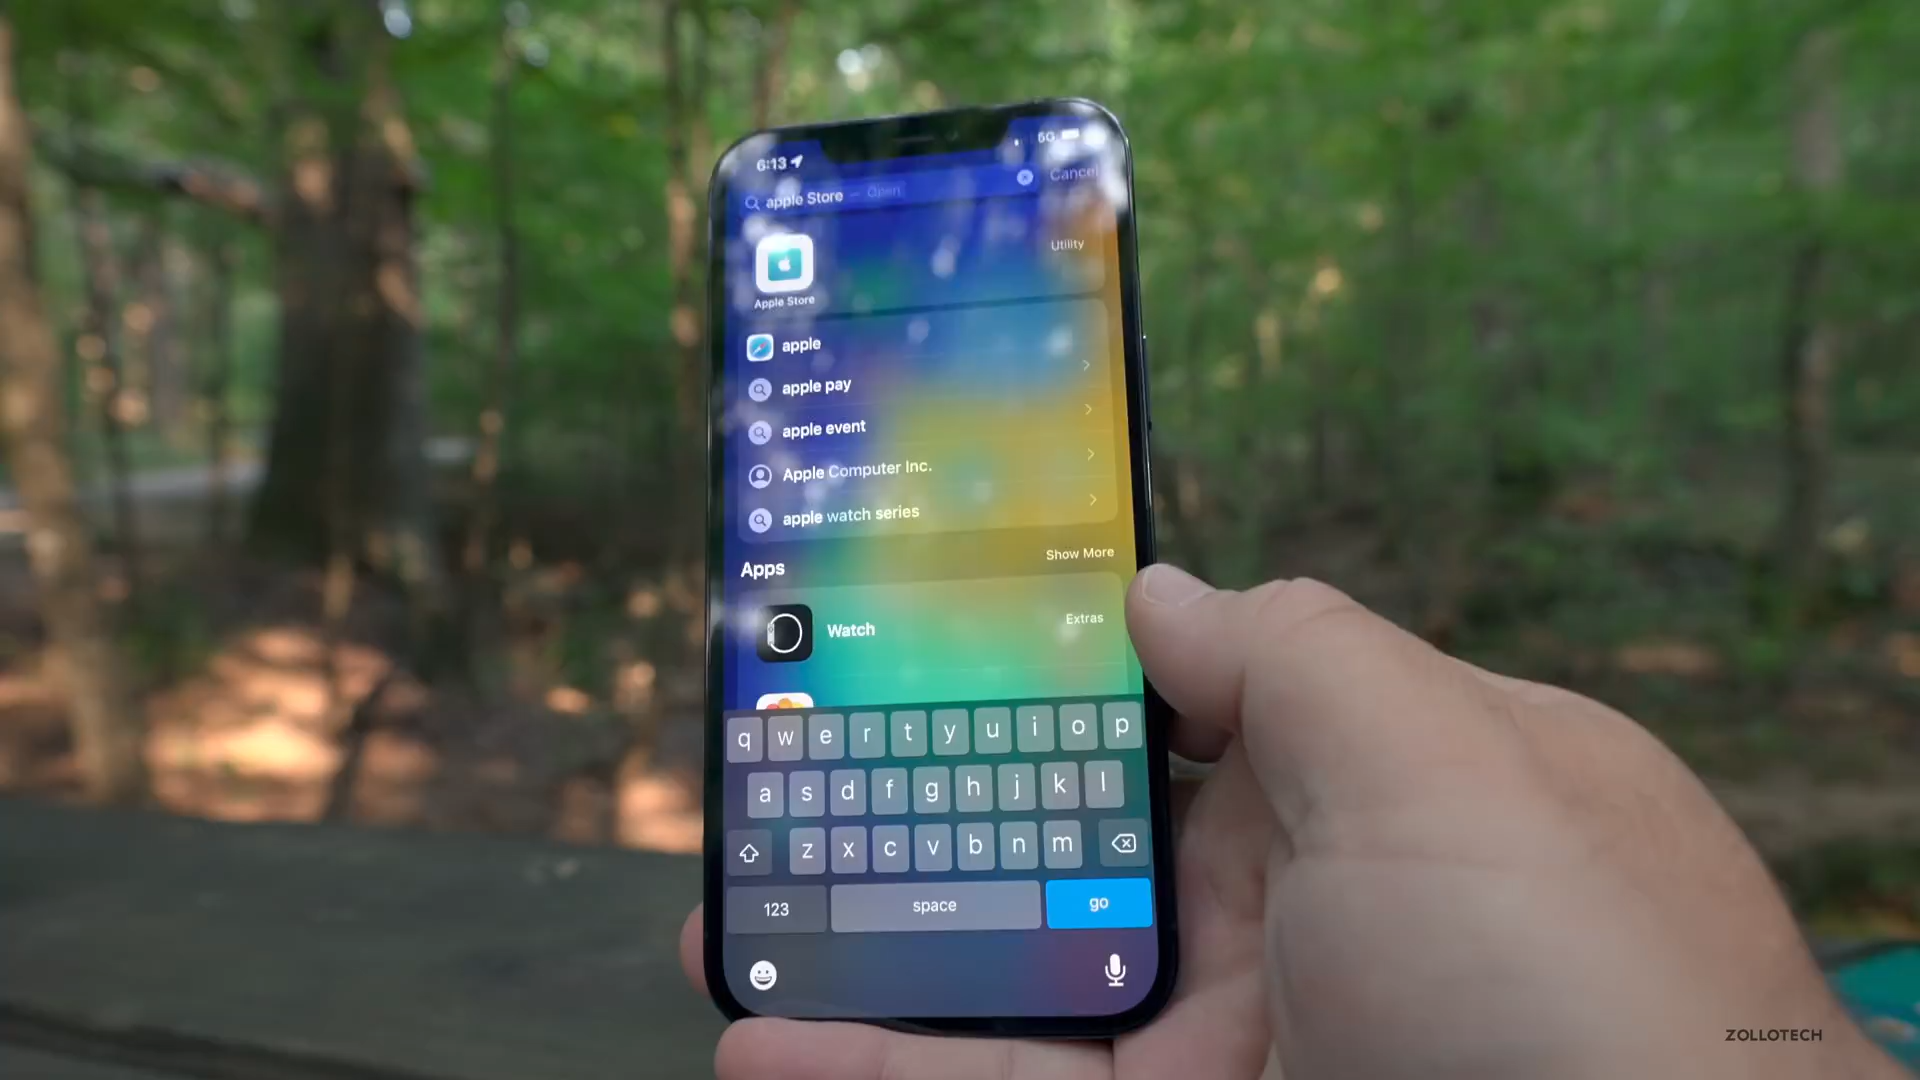 6:13 5G
apple Store — Open Cancel
Utility
Apple Store
apple
apple pay
apple event
Apple Computer Inc.
apple watch series
Apps Show More
Watch Extras
q w e r t y u i o p
a s d f g h j k l
z x c v b n m
123 space go
ZOLLOTECH